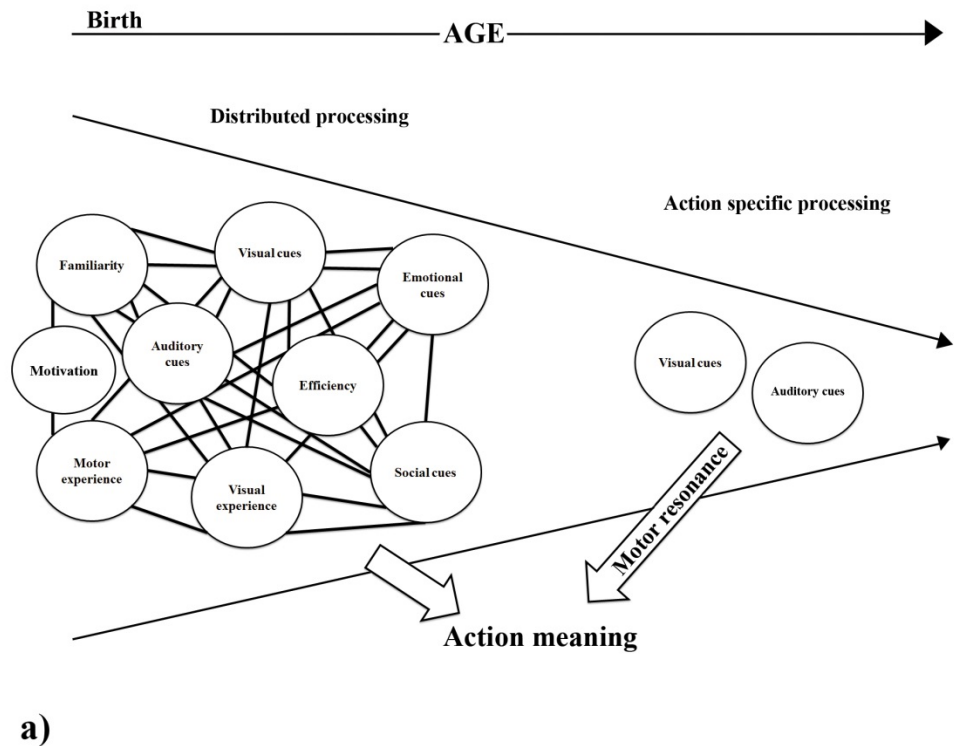 Birth
AGE
Distributed processing
Action specific processing
Familiarity
Visual cues
Emotional
cues
Auditory
cues
Motivation
Efficiency
Motor
experience
Visual
experience
Social cues
Visual cues
Auditory cues
Motor resonance
Action meaning
a)